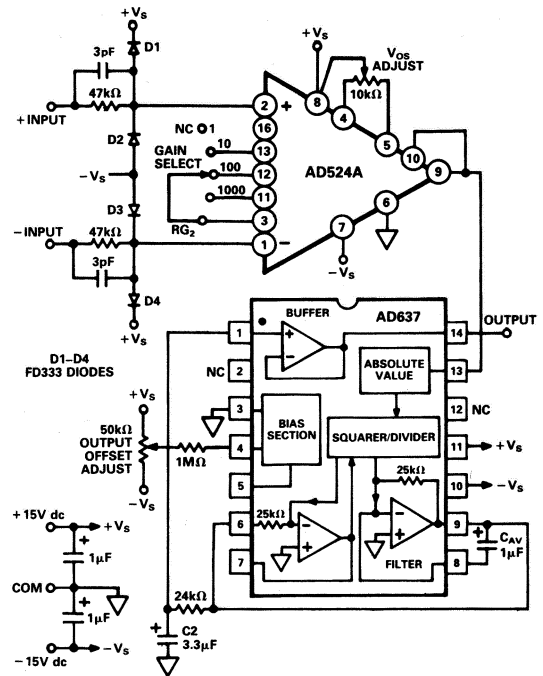 +VS
D1
3pF
47kΩ
+INPUT
D2
−VS
D3
−INPUT
47kΩ
3pF
D4
+VS
NC 1
10
GAIN
SELECT
100
1000
RG2
2
+
16
13
12
11
3
1
−
AD524A
+VS
8
VOS
ADJUST
10kΩ
4
5
10
9
6
7
−VS
D1–D4
FD333 DIODES
+VS
50kΩ
OUTPUT
OFFSET
ADJUST
−VS
1MΩ
+15V dc
+VS
+
1μF
COM
+
1μF
−15V dc
−VS
BUFFER
AD637
OUTPUT
1
+
−
14
ABSOLUTE
VALUE
13
NC
2
12
NC
3
BIAS
SECTION
SQUARER/DIVIDER
11
+VS
4
25kΩ
10
−VS
5
6
25kΩ
−
+
−
+
9
+
CAV
1μF
7
FILTER
8
24kΩ
+
C2
3.3μF